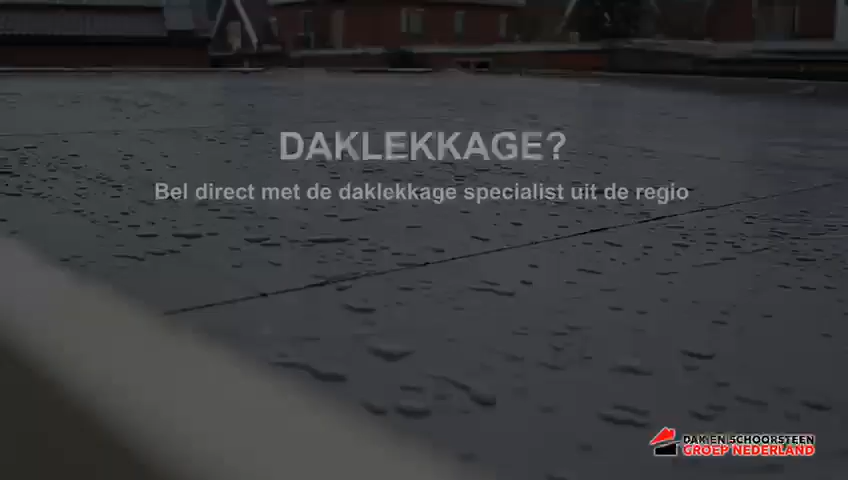 DAKLEKKAGE?
Bel direct met de daklekkage specialist uit de regio
DAK EN SCHOORSTEEN
GROEP NEDERLAND